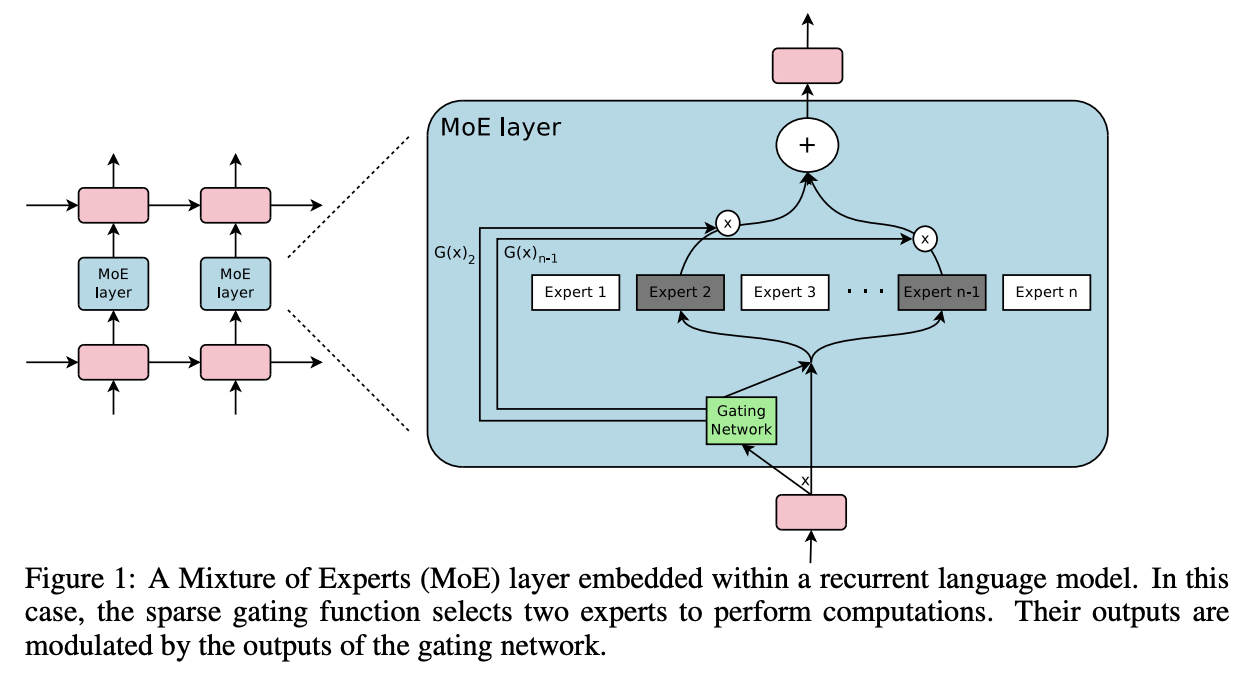 MoE layer
+
x
x
G(x)2
G(x)n-1
MoE
layer
MoE
layer
Expert 1
Expert 2
Expert 3
. . .
Expert n-1
Expert n
Gating
Network
x
Figure 1: A Mixture of Experts (MoE) layer embedded within a recurrent language model. In this
case, the sparse gating function selects two experts to perform computations. Their outputs are
modulated by the outputs of the gating network.